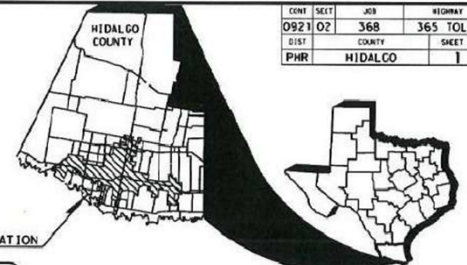 CONT SECT JOB HIGHWAY
0921 02 368 365 TOL
DIST COUNTY SHEET
PHR HIDALGO 1
HIDALGO
COUNTY
ATION